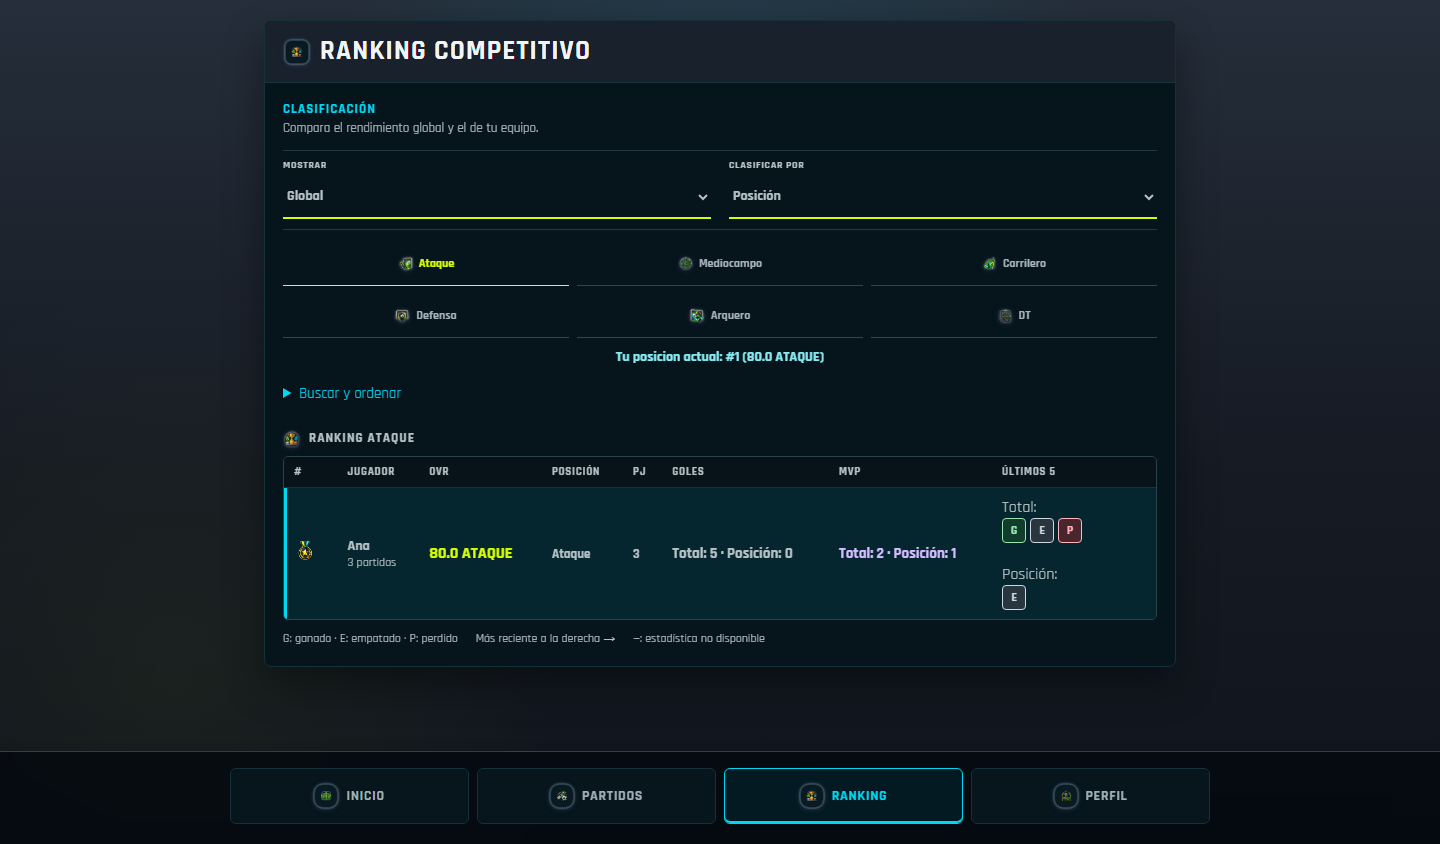 RANKING COMPETITIVO
CLASIFICACIÓN
Compara el rendimiento global y el de tu equipo.
MOSTRAR
CLASIFICAR POR
Global
Posición
Ataque
Mediocampo
Carrilero
Defensa
Arquero
DT
Tu posicion actual: #1 (80.0 ATAQUE)
Buscar y ordenar
RANKING ATAQUE
# JUGADOR OVR POSICIÓN PJ GOLES MVP ÚLTIMOS 5
Ana
3 partidos
80.0 ATAQUE
Ataque
3
Total: 5 · Posición: 0
Total: 2 · Posición: 1
Total:
G E P
Posición:
E
G: ganado · E: empatado · P: perdido Más reciente a la derecha → —: estadística no disponible
INICIO
PARTIDOS
RANKING
PERFIL